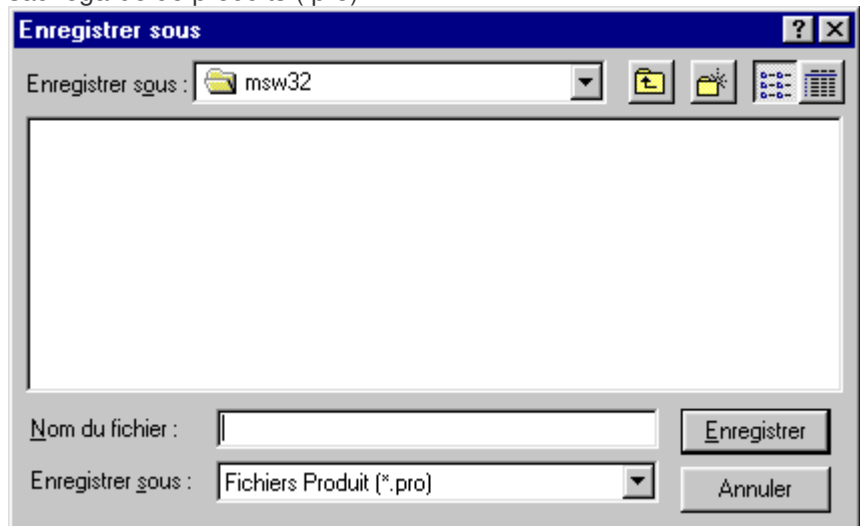 Enregistrer sous
Enregistrer sous : msw32
Nom du fichier :
Enregistrer
Enregistrer sous : Fichiers Produit (*.pro)
Annuler